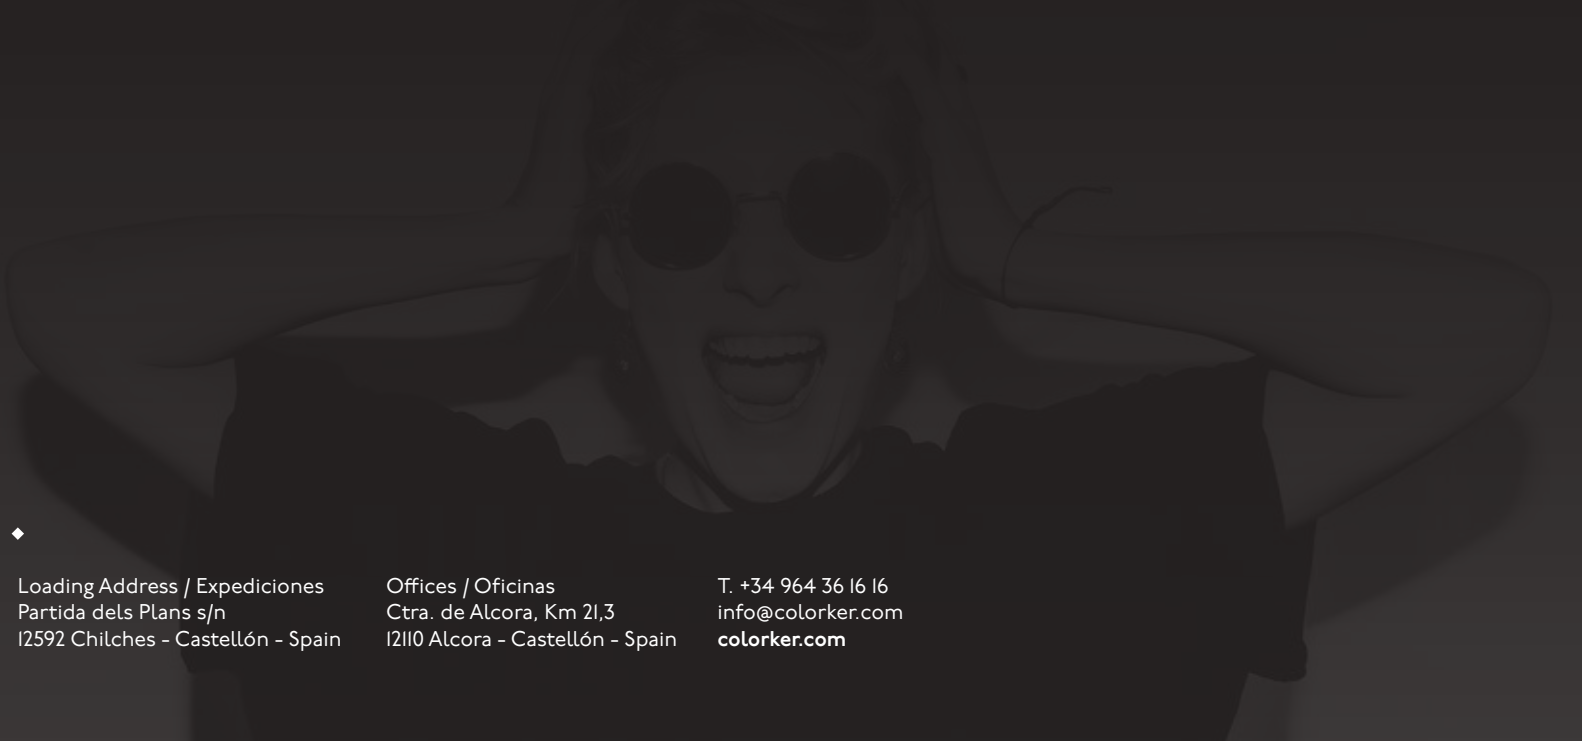 Loading Address / Expediciones
Partida dels Plans s/n
12592 Chilches - Castellón - Spain
Offices / Oficinas
Ctra. de Alcora, Km 21,3
12110 Alcora - Castellón - Spain
T. +34 964 36 16 16
info@colorker.com
colorker.com